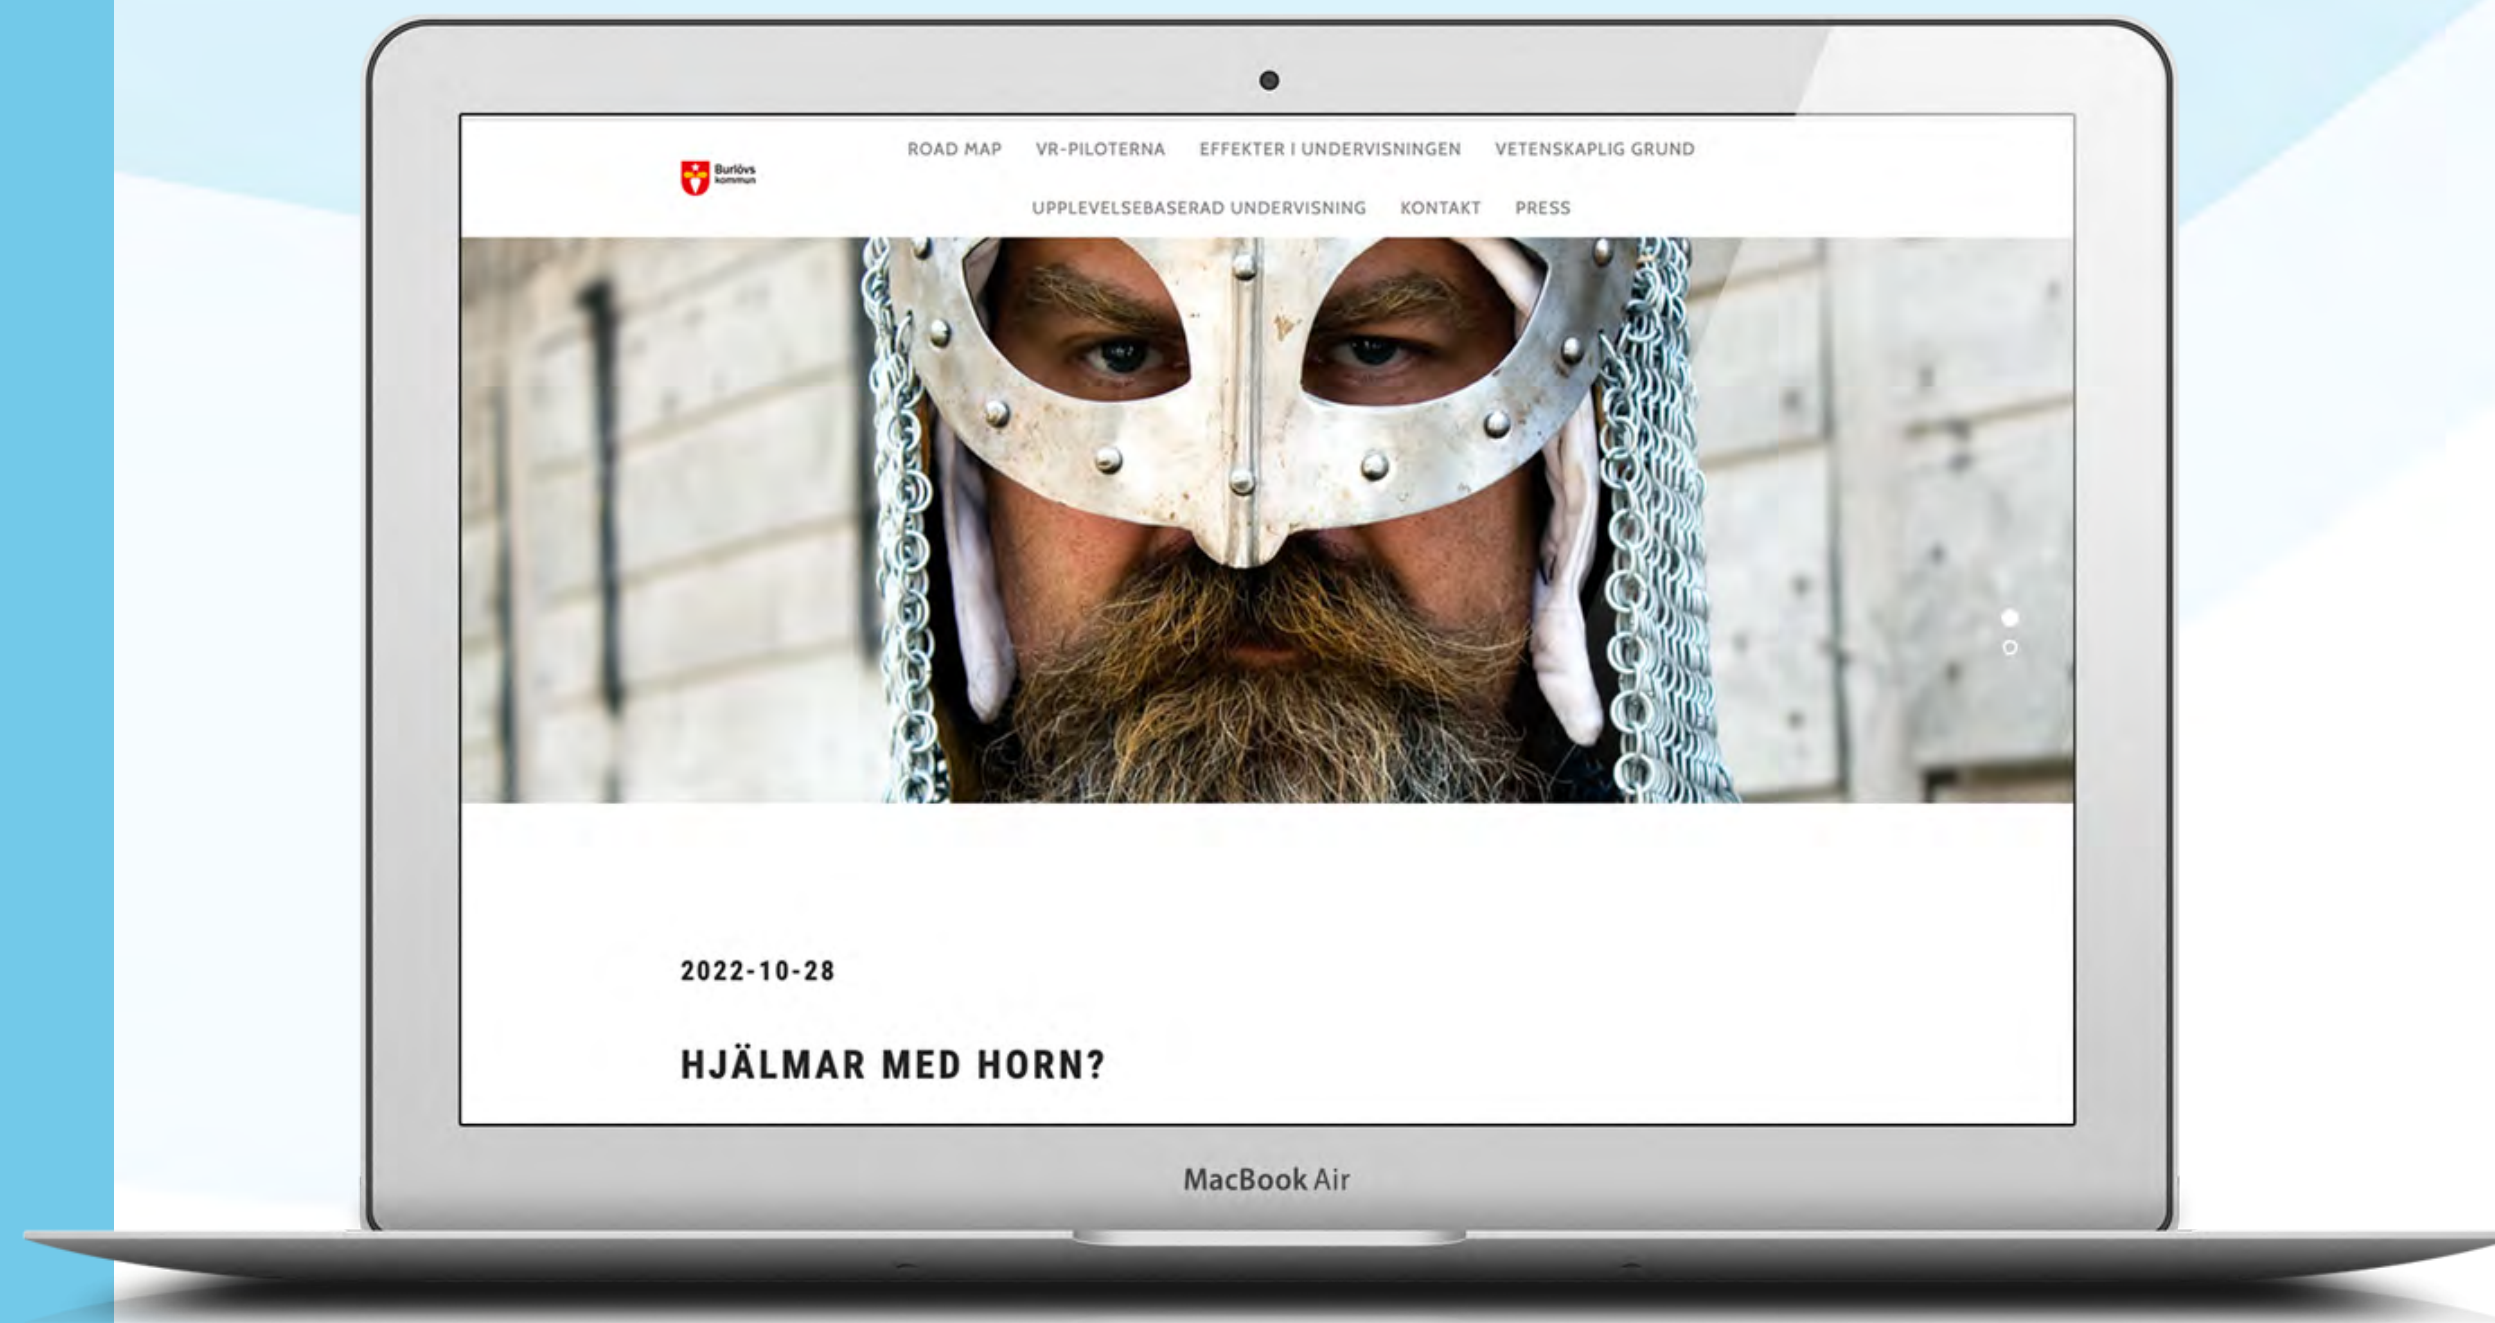 Burlövs
kommun
ROAD MAP VR-PILOTERNA EFFEKTER I UNDERVISNINGEN VETENSKAPLIG GRUND
UPPLEVELSEBASERAD UNDERVISNING KONTAKT PRESS
2022-10-28
HJÄLMAR MED HORN?
MacBook Air